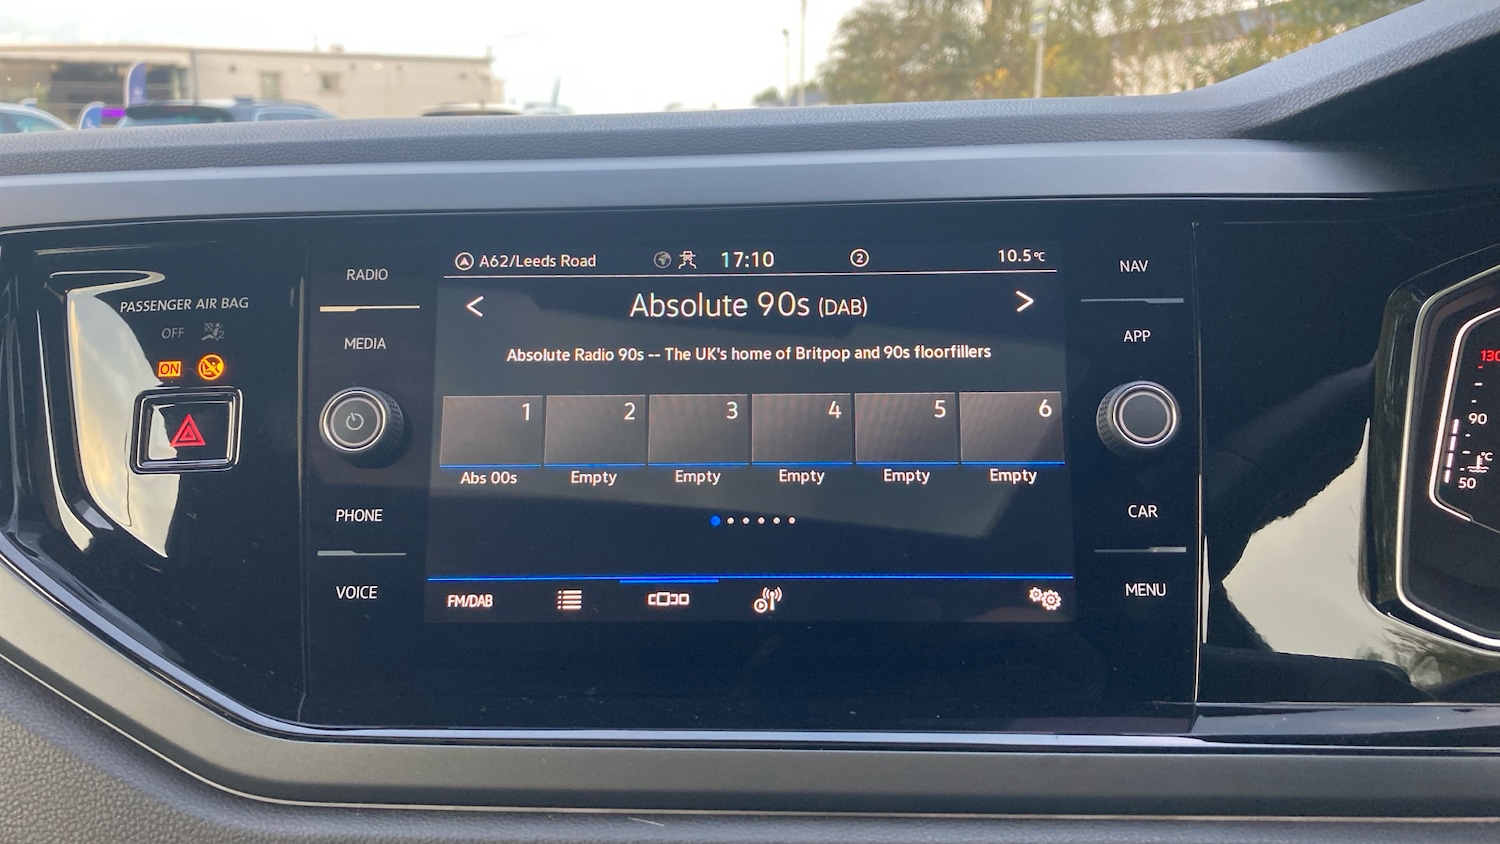 PASSENGER AIR BAG
OFF 2
ON
RADIO
MEDIA
PHONE
VOICE
A62/Leeds Road 17:10 2 10.5°C
< Absolute 90s (DAB) >
Absolute Radio 90s -- The UK's home of Britpop and 90s floorfillers
1 2 3 4 5 6
Abs 00s Empty Empty Empty Empty Empty
FM/DAB
NAV
APP
CAR
MENU
130
90
°C
50